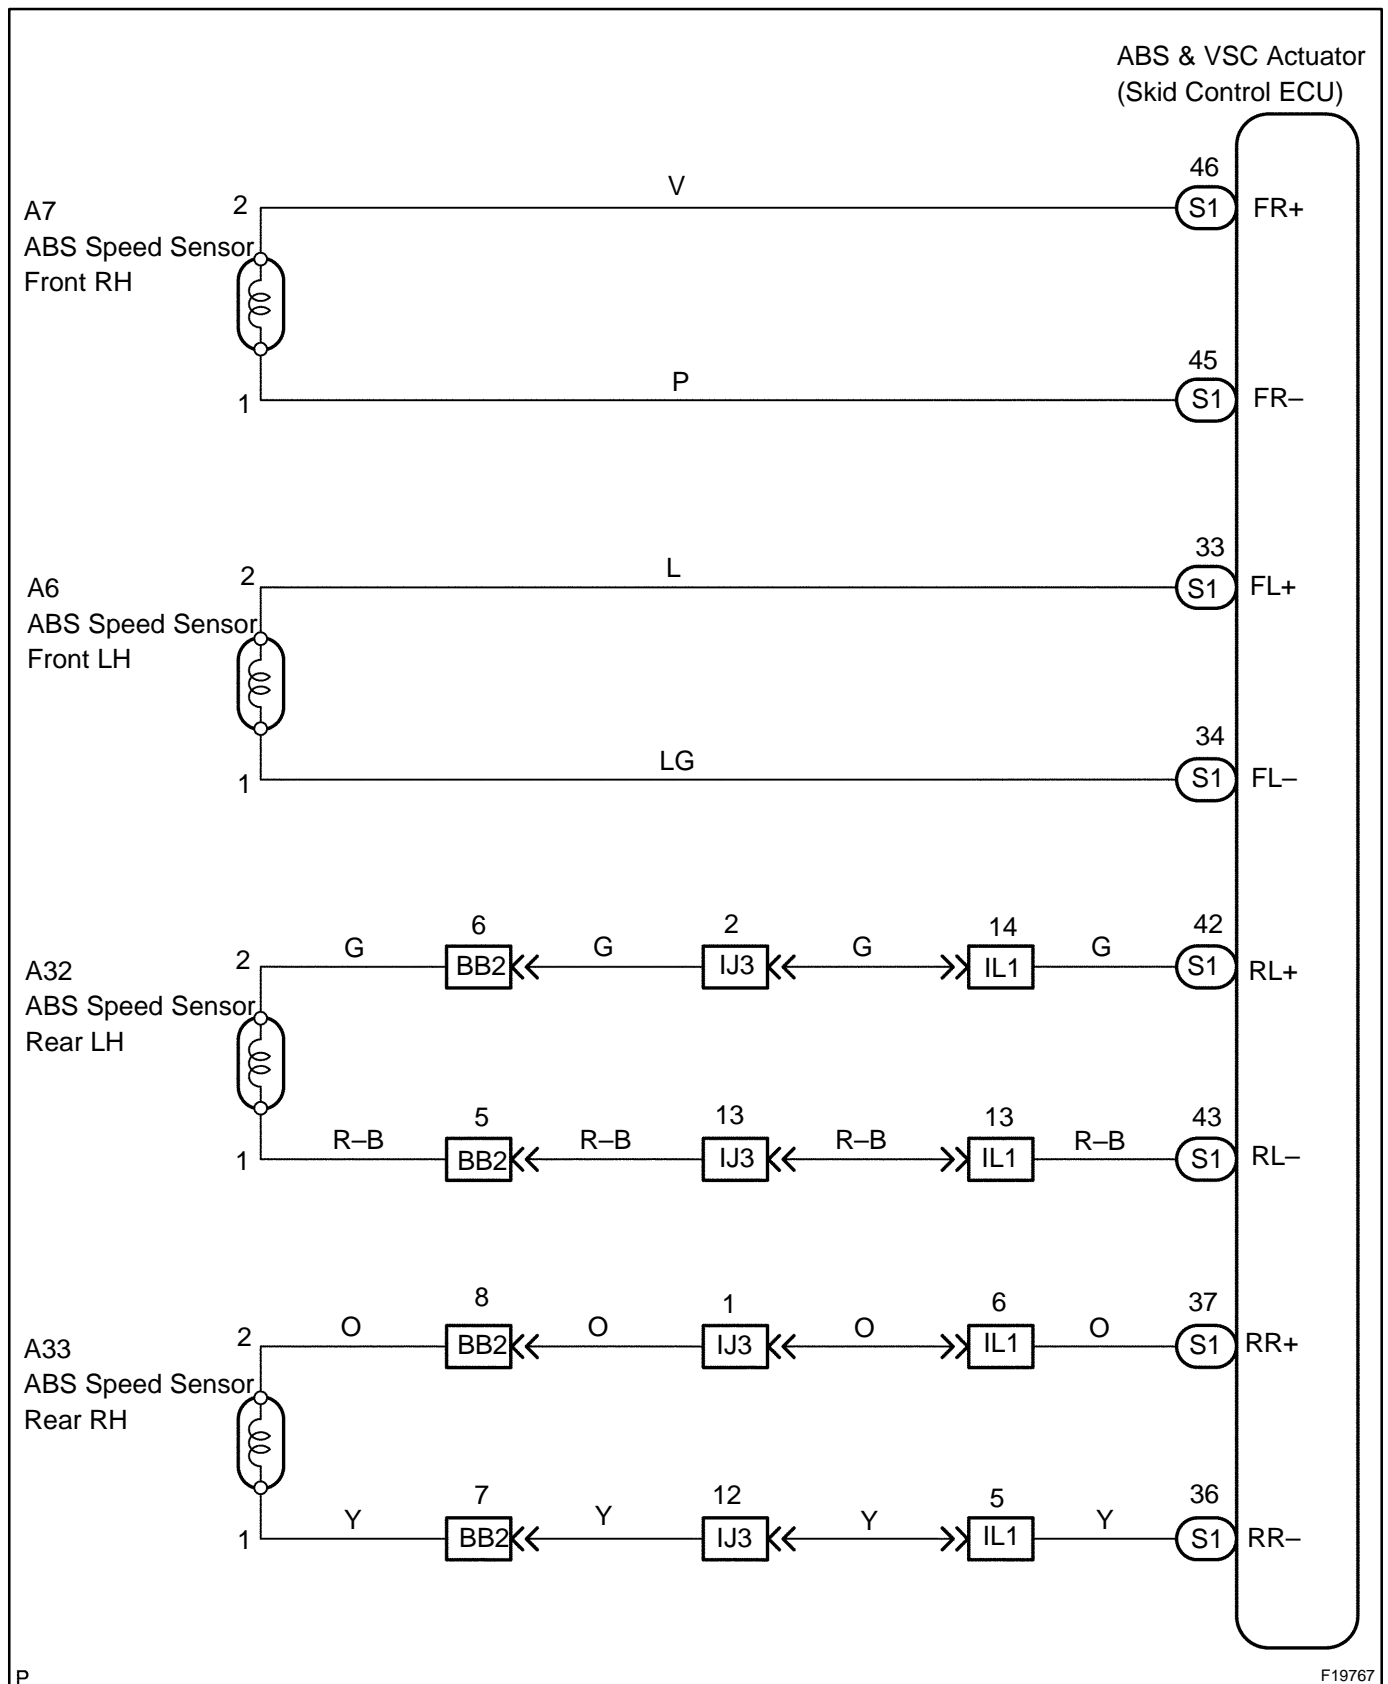 ABS & VSC Actuator
(Skid Control ECU)
46
V
A7
2
S1
FR+
ABS Speed Sensor
Front RH
45
P
1
S1
FR–
33
L
A6
2
S1
FL+
ABS Speed Sensor
Front LH
34
LG
1
S1
FL–
6
2
14
42
G
G
G
G
A32
2
BB2
IJ3
IL1
S1
RL+
ABS Speed Sensor
Rear LH
5
13
13
43
R–B
R–B
R–B
R–B
1
BB2
IJ3
IL1
S1
RL–
8
1
6
37
O
O
O
O
A33
2
BB2
IJ3
IL1
S1
RR+
ABS Speed Sensor
Rear RH
7
12
5
36
Y
Y
Y
Y
1
BB2
IJ3
IL1
S1
RR–
P
F19767